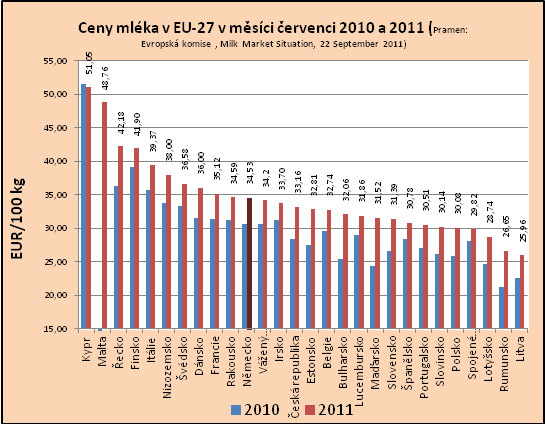 Ceny mléka v EU-27 v měsíci červenci 2010 a 2011 (Pramen:
Evropská komise , Milk Market Situation, 22 September 2011)
EUR/100 kg
55,00
50,00
45,00
40,00
35,00
30,00
25,00
20,00
15,00
51,05
48,76
42,18
41,90
39,37
38,00
36,58
36,00
35,12
34,59
34,53
34,2
33,70
33,16
32,81
32,74
32,06
31,86
31,52
31,39
30,78
30,51
30,14
30,08
29,82
28,74
26,65
25,96
Kypr
Malta
Řecko
Finsko
Itálie
Nizozemsko
Švédsko
Dánsko
Francie
Rakousko
Německo
Vážený...
Irsko
Česká republika
Estonsko
Belgie
Bulharsko
Lucembursko
Maďarsko
Slovensko
Španělsko
Portugalsko
Slovinsko
Polsko
Spojené...
Lotyšsko
Rumunsko
Litva
2010
2011